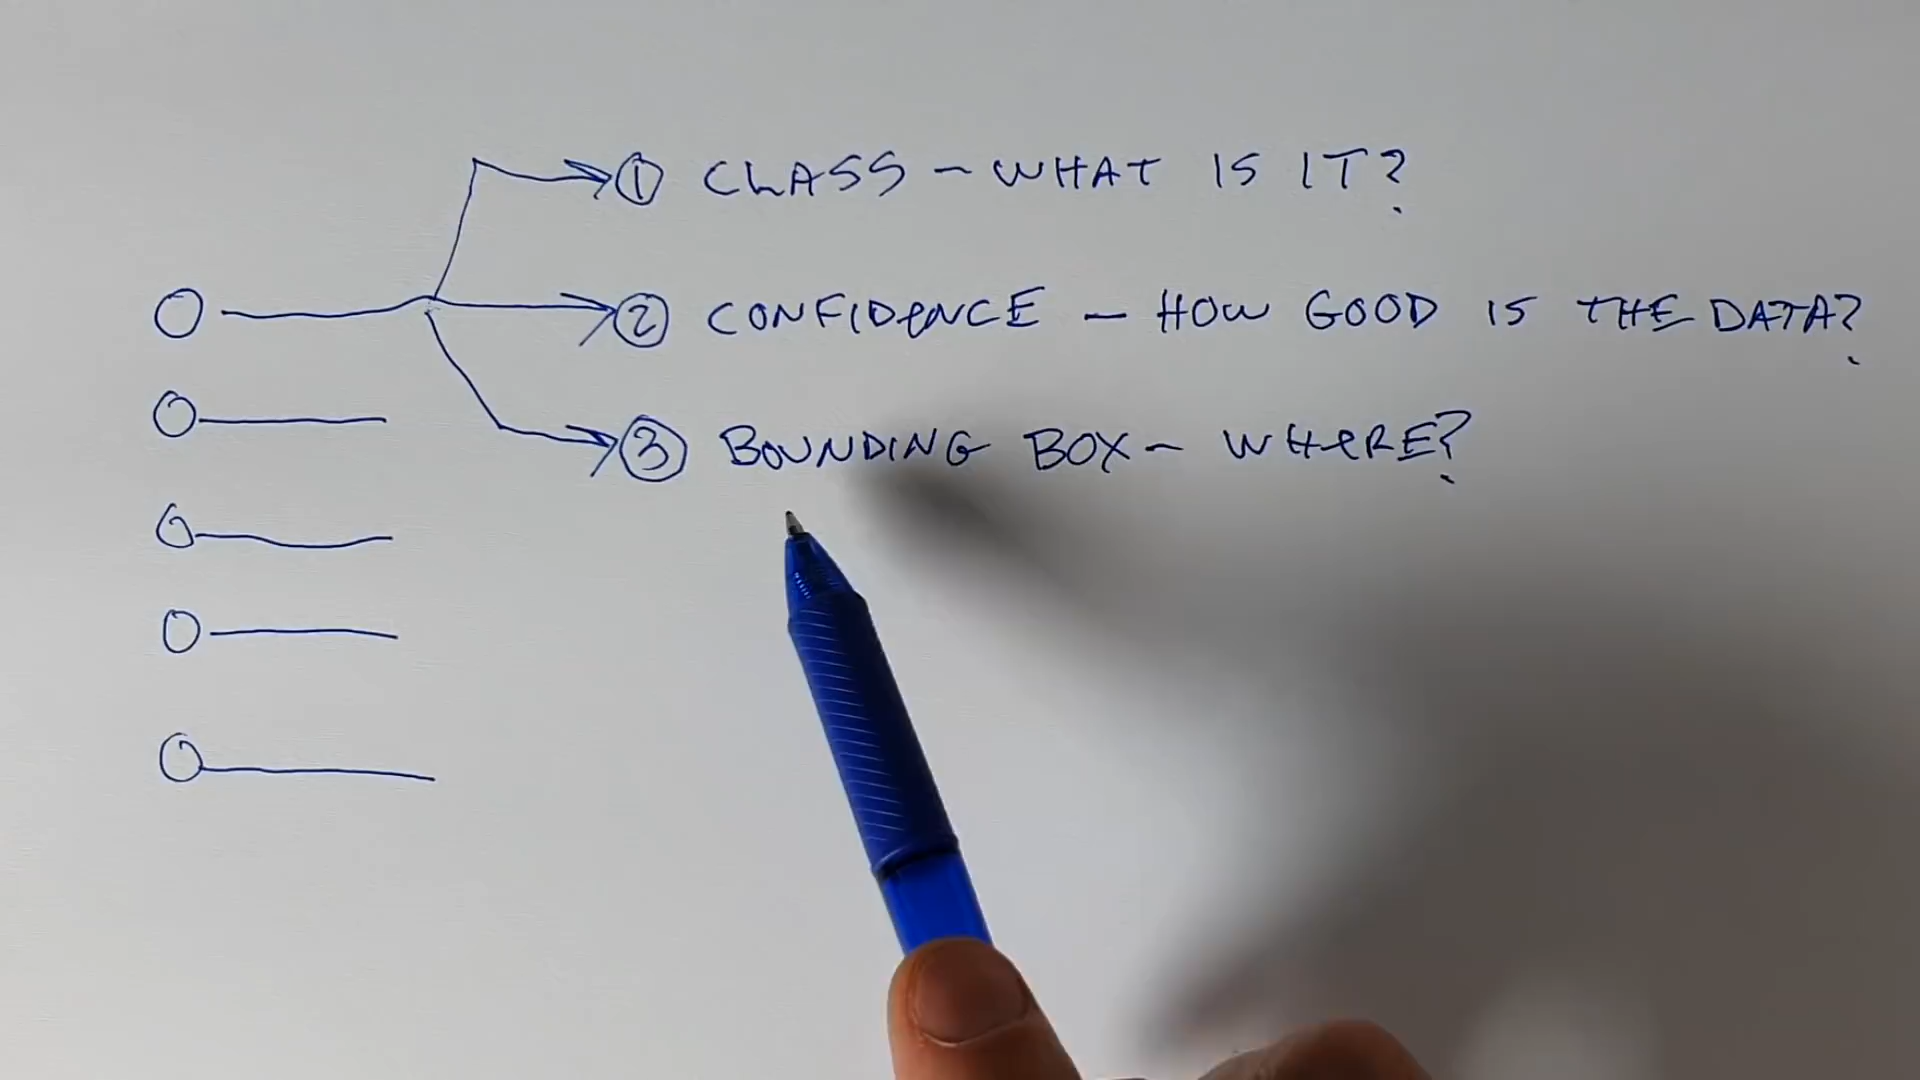 ① CLASS - WHAT IS IT?
② CONFIDENCE - HOW GOOD IS THE DATA?
③ BOUNDING BOX - WHERE?